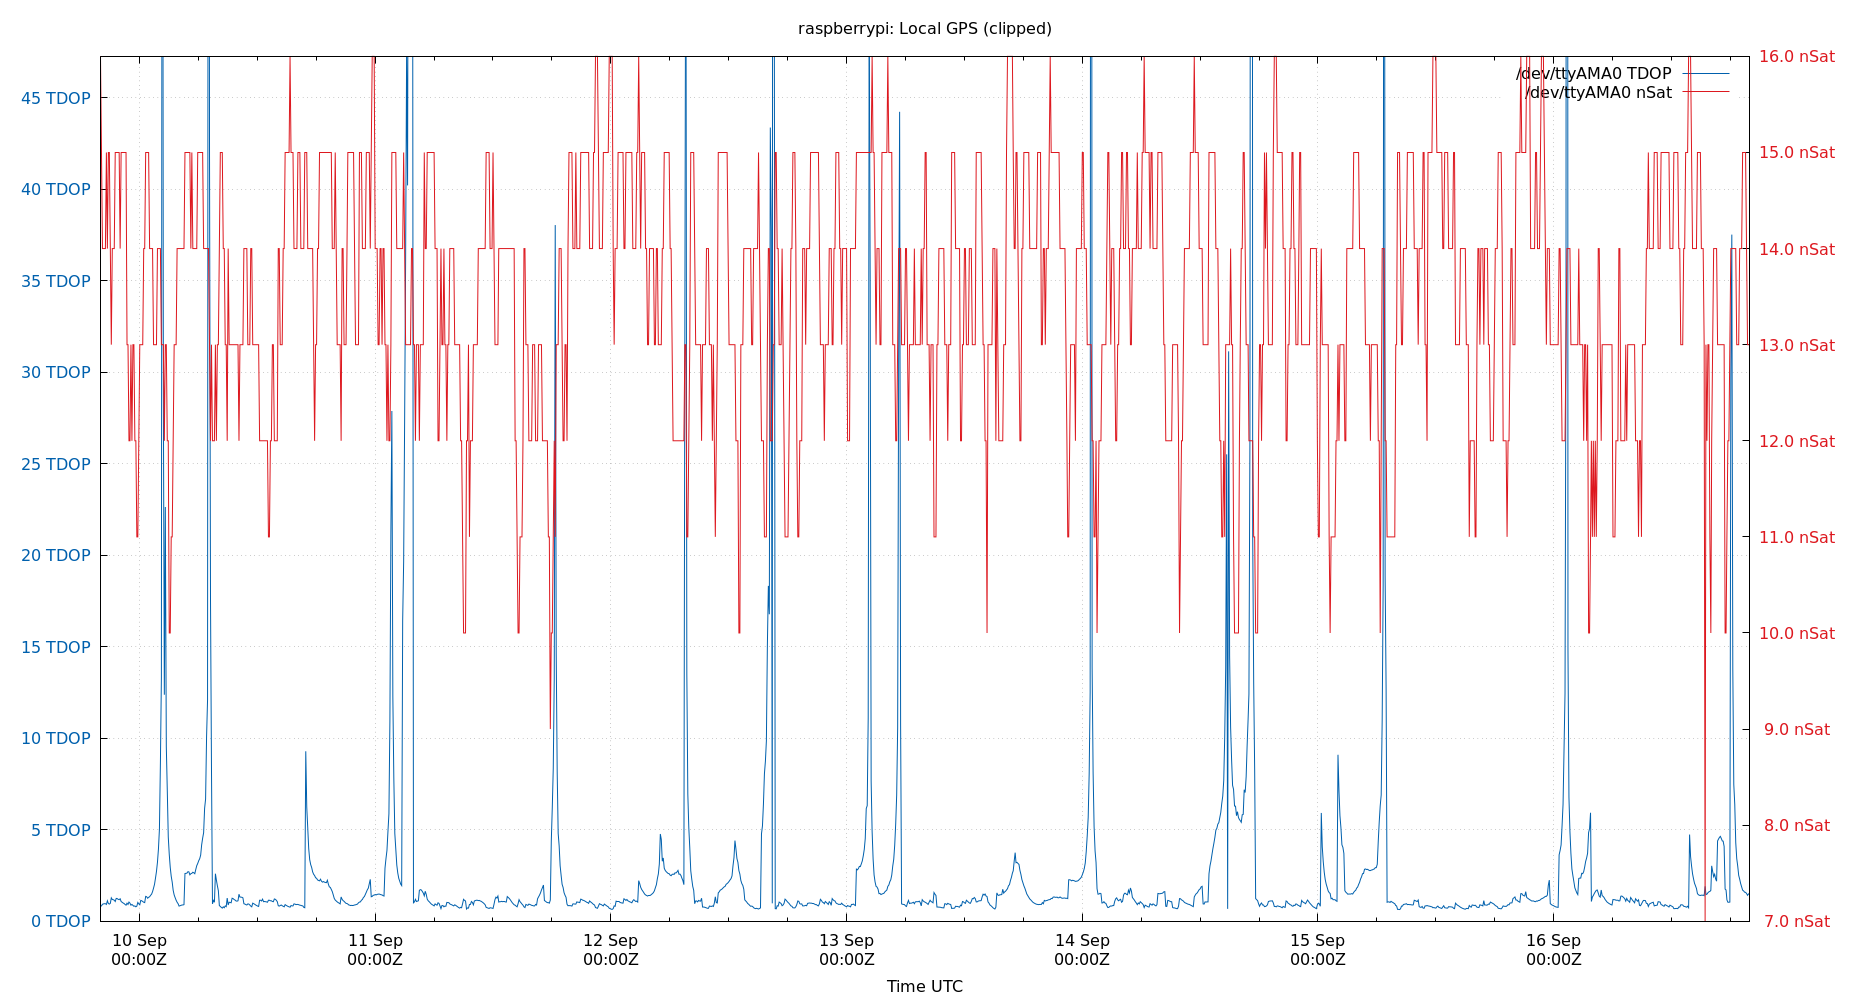 raspberrypi: Local GPS (clipped)
/dev/ttyAMA0 TDOP
/dev/ttyAMA0 nSat
45 TDOP
40 TDOP
35 TDOP
30 TDOP
25 TDOP
20 TDOP
15 TDOP
10 TDOP
5 TDOP
0 TDOP
16.0 nSat
15.0 nSat
14.0 nSat
13.0 nSat
12.0 nSat
11.0 nSat
10.0 nSat
9.0 nSat
8.0 nSat
7.0 nSat
10 Sep 11 Sep 12 Sep 13 Sep 14 Sep 15 Sep 16 Sep
00:00Z 00:00Z 00:00Z 00:00Z 00:00Z 00:00Z 00:00Z
Time UTC